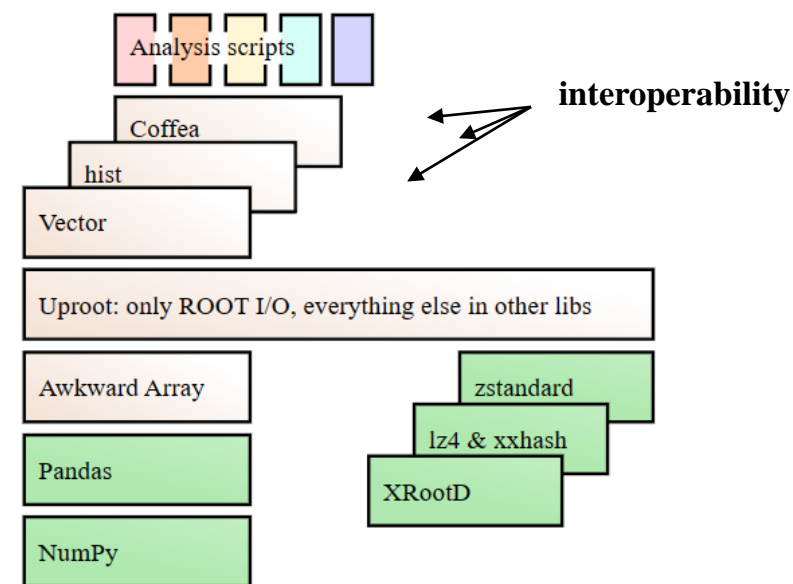 Analysis scripts
interoperability
Coffea
hist
Vector
Uproot: only ROOT I/O, everything else in other libs
Awkward Array
zstandard
lz4 & xxhash
Pandas
XRootD
NumPy